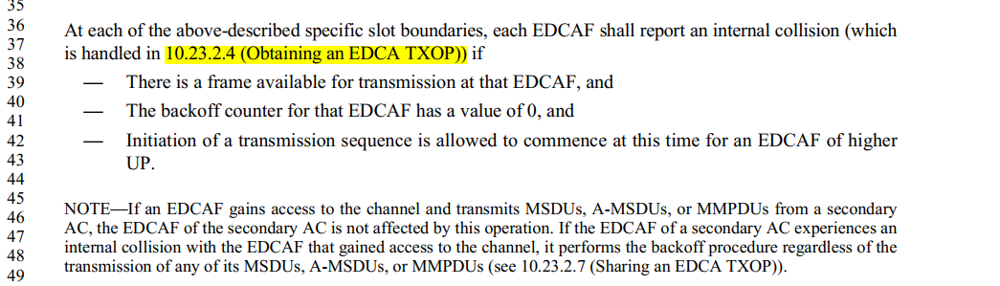 35
36 At each of the above-described specific slot boundaries, each EDCAF shall report an internal collision (which
37 is handled in 10.23.2.4 (Obtaining an EDCA TXOP)) if
38
39 — There is a frame available for transmission at that EDCAF, and
40
41 — The backoff counter for that EDCAF has a value of 0, and
42 — Initiation of a transmission sequence is allowed to commence at this time for an EDCAF of higher
43 UP.
44
45
46 NOTE—If an EDCAF gains access to the channel and transmits MSDUs, A-MSDUs, or MMPDUs from a secondary
47 AC, the EDCAF of the secondary AC is not affected by this operation. If the EDCAF of a secondary AC experiences an
48 internal collision with the EDCAF that gained access to the channel, it performs the backoff procedure regardless of the
49 transmission of any of its MSDUs, A-MSDUs, or MMPDUs (see 10.23.2.7 (Sharing an EDCA TXOP)).